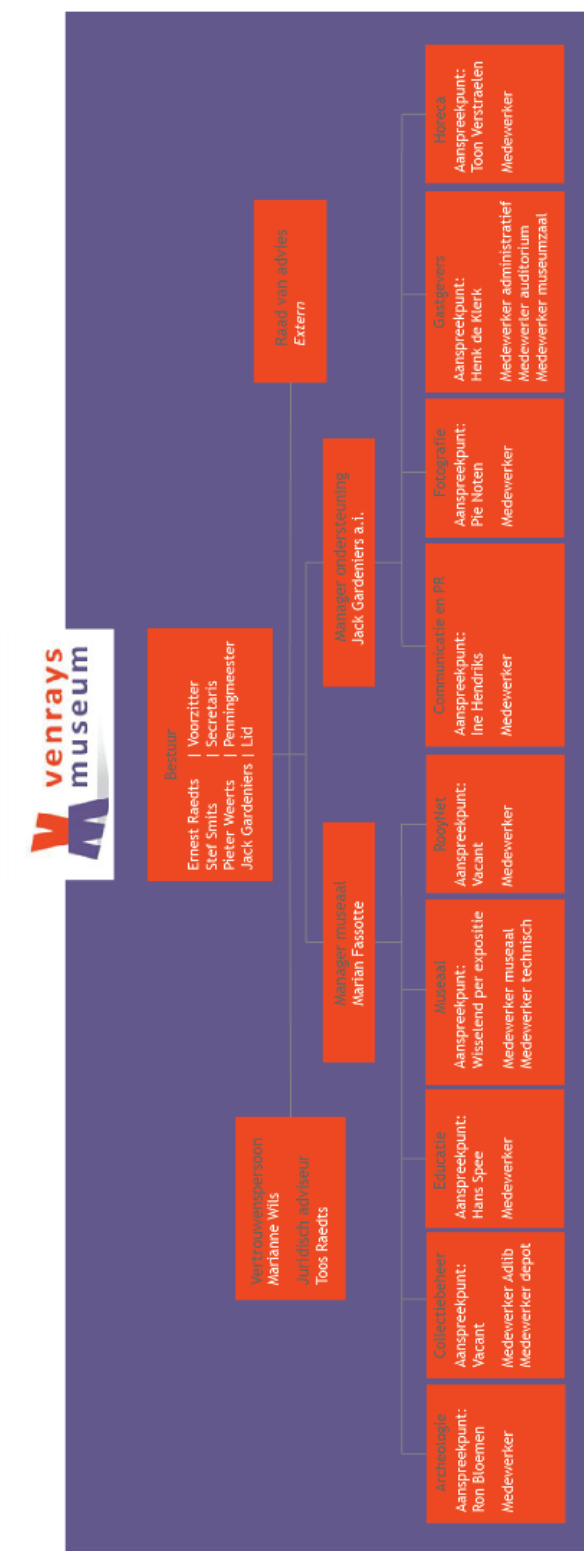 venrays
museum
Bestuur
Ernest Raedts | Voorzitter
Stef Smits | Secretaris
Pieter Weerts | Penningmeester
Jack Gardeniers | Lid
Raad van advies
Extern
Vertrouwenspersoon
Marianne Wils
Juridisch adviseur
Toos Raedts
Manager museaal
Marian Fassotte
Manager ondersteuning
Jack Gardeniers a.i.
Archeologie
Aanspreekpunt:
Ron Bloemen
Medewerker
Collectiebeheer
Aanspreekpunt:
Vacant
Medewerker Adlib
Medewerker depot
Educatie
Aanspreekpunt:
Hans Spee
Medewerker
Museaal
Aanspreekpunt:
Wisselend per expositie
Medewerker museaal
Medewerker technisch
RooyNet
Aanspreekpunt:
Vacant
Medewerker
Communicatie en PR
Aanspreekpunt:
Ine Hendriks
Medewerker
Fotografie
Aanspreekpunt:
Pie Noten
Medewerker
Gastgevers
Aanspreekpunt:
Henk de Klerk
Medewerker administratief
Medewerler auditorium
Medewerker museumzaal
Horeca
Aanspreekpunt:
Toon Verstraelen
Medewerker